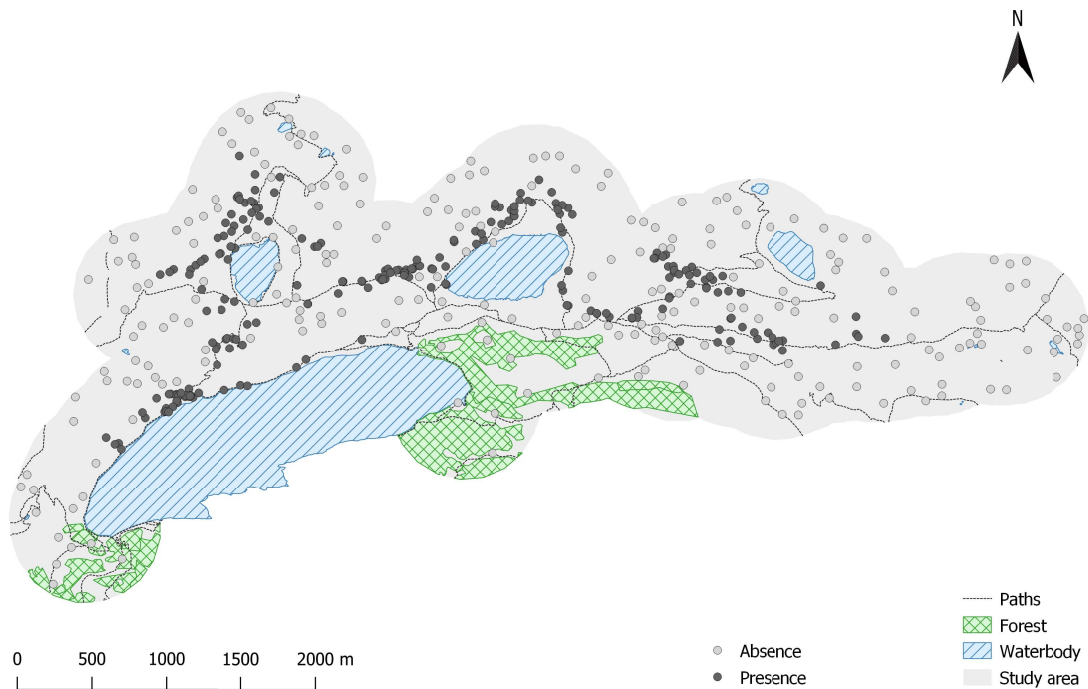 N
Paths
Forest
0 500 1000 1500 2000 m
Absence Waterbody
Presence Study area